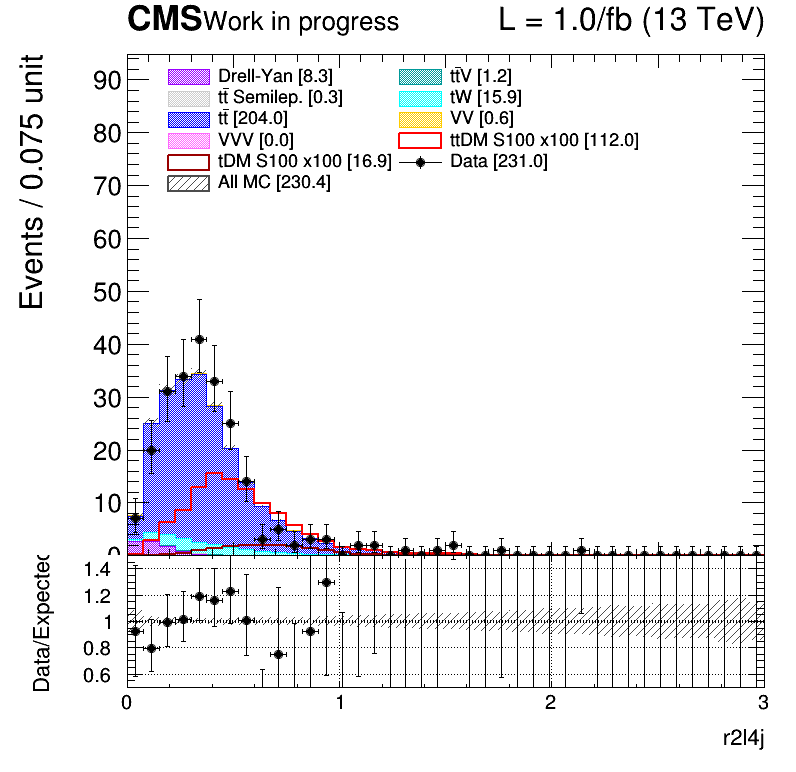 CMS Work in progress L = 1.0/fb (13 TeV)
Events / 0.075 unit
90
80
70
60
50
40
30
20
10
0
Drell-Yan [8.3] tt̄V [1.2]
tt̄ Semilep. [0.3] tW [15.9]
tt̄ [204.0] VV [0.6]
VVV [0.0] ttDM S100 x100 [112.0]
tDM S100 x100 [16.9] Data [231.0]
All MC [230.4]
Data/Expected
1.4
1.2
1
0.8
0.6
0 1 2 3
r2l4j